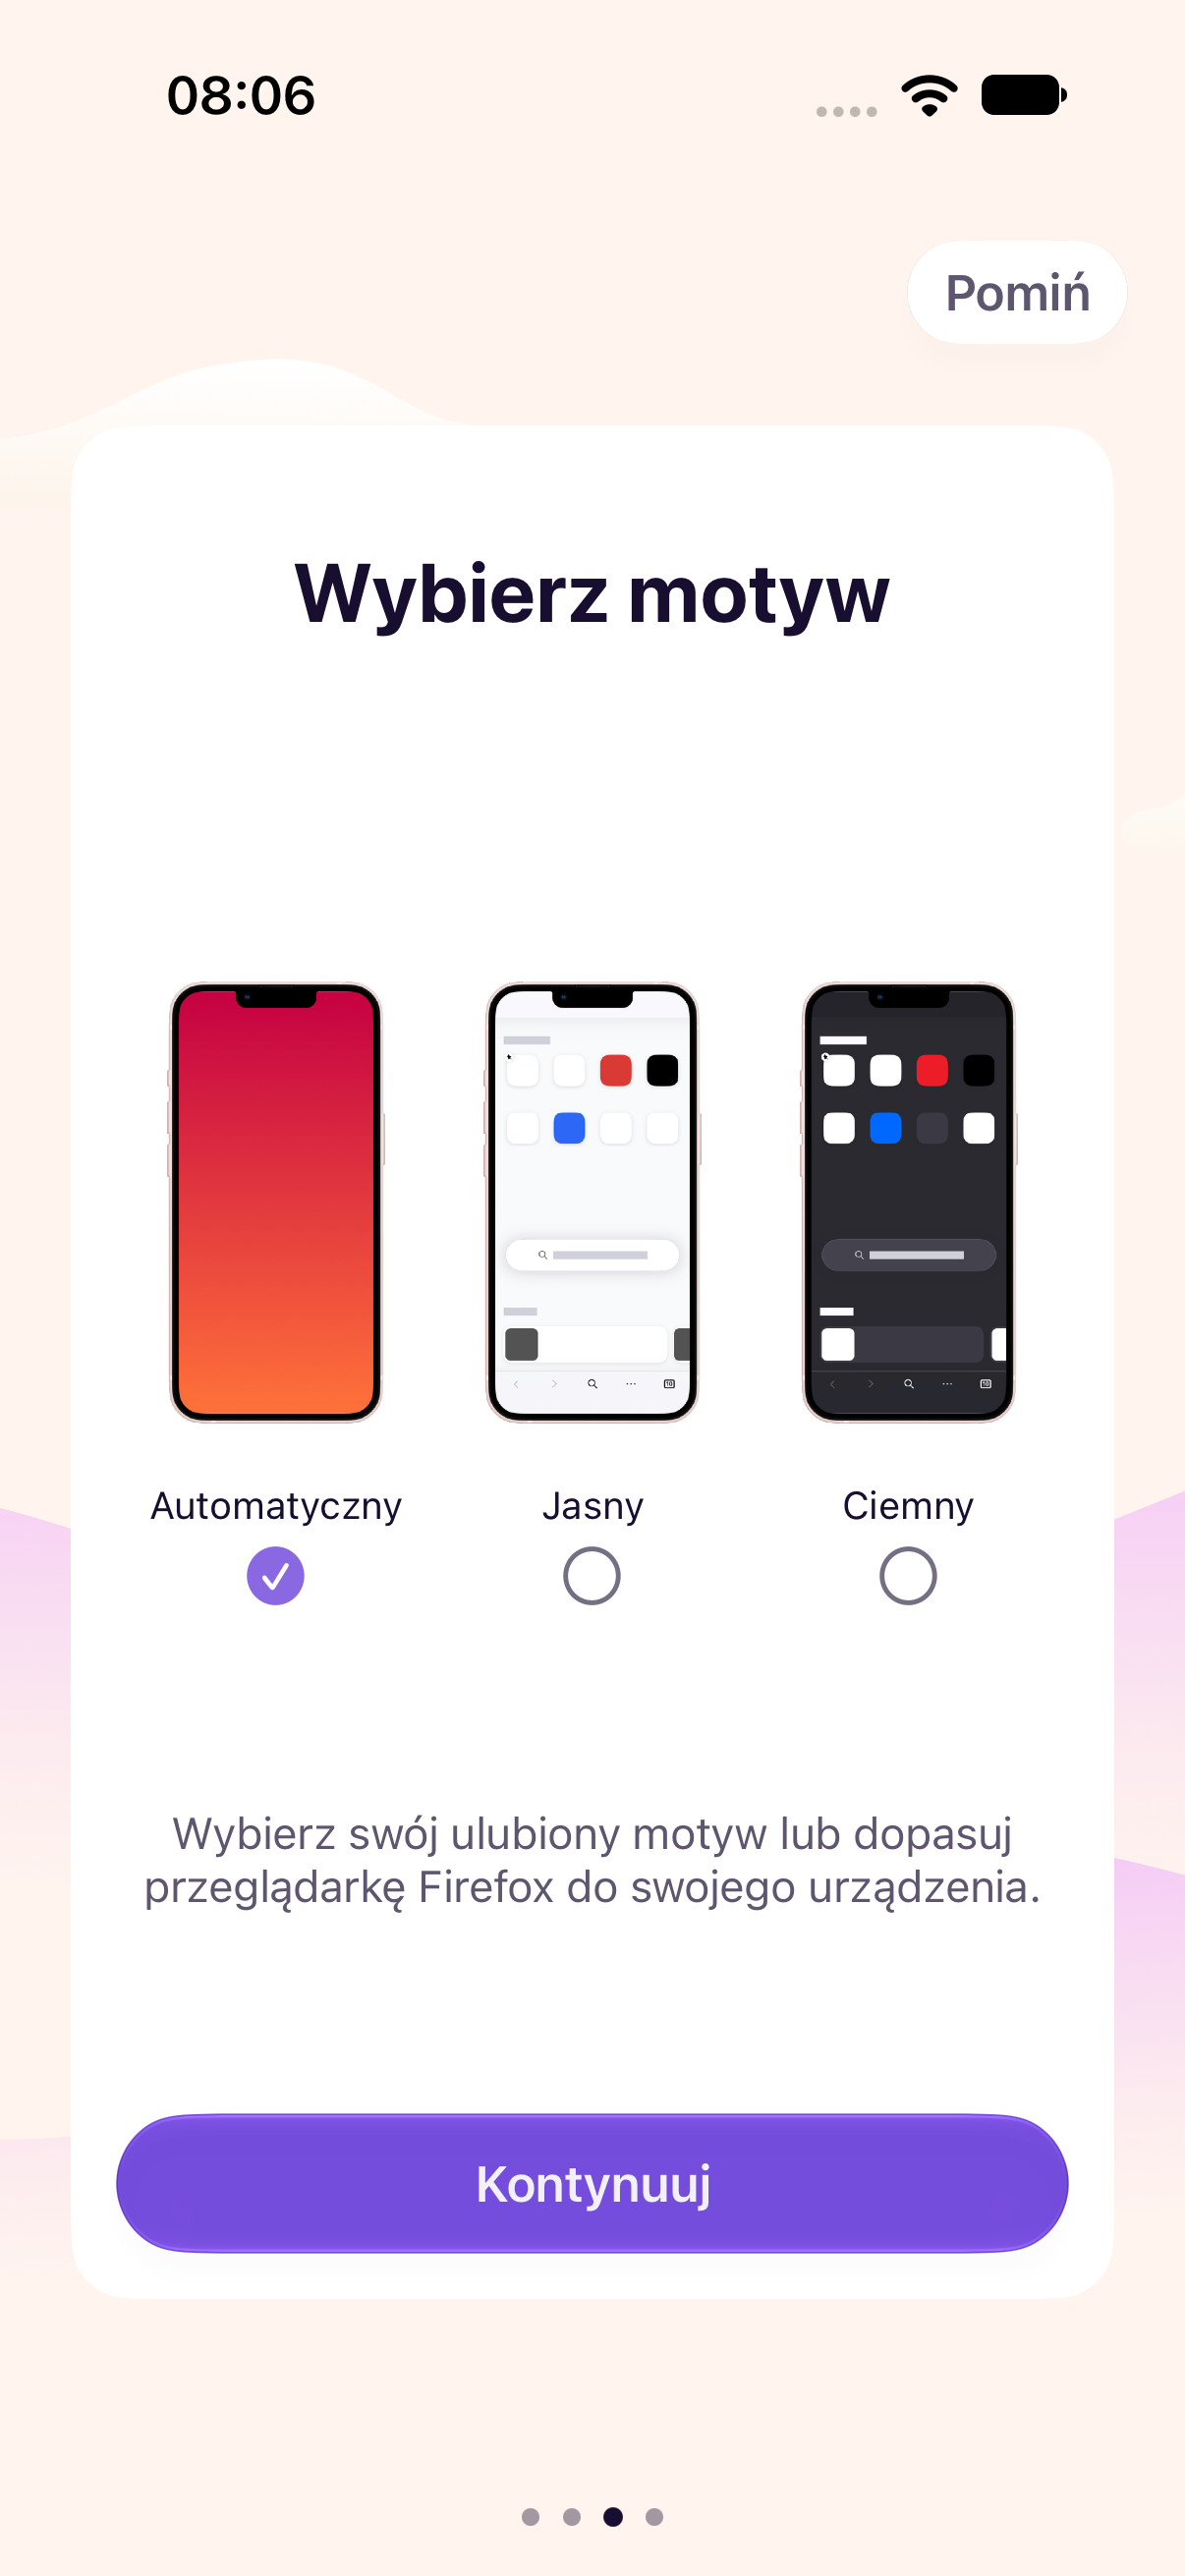 08:06
Pomiń
Wybierz motyw
Automatyczny
Jasny
Ciemny
Wybierz swój ulubiony motyw lub dopasuj
przeglądarkę Firefox do swojego urządzenia.
Kontynuuj